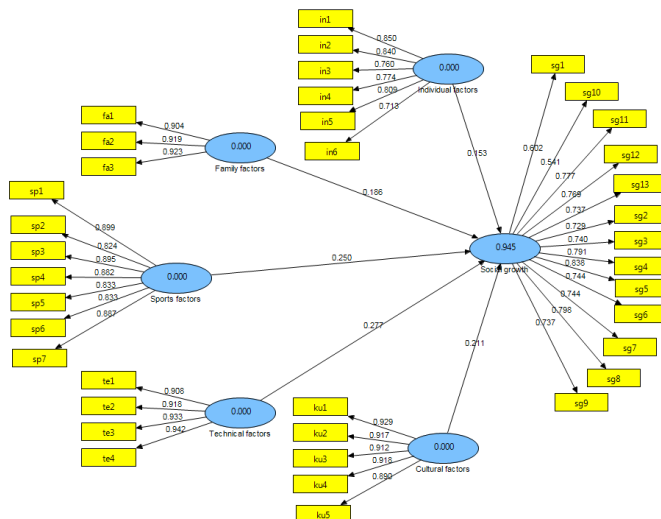 in1
in2
in3
in4
in5
in6
0.850
0.840
0.760
0.774
0.809
0.713
0.000
Individual factors
0.153
fa1
fa2
fa3
0.904
0.919
0.923
0.000
Family factors
0.186
sp1
sp2
sp3
sp4
sp5
sp6
sp7
0.899
0.824
0.895
0.882
0.833
0.833
0.887
0.000
Sports factors
0.250
te1
te2
te3
te4
0.908
0.918
0.933
0.942
0.000
Technical factors
0.277
ku1
ku2
ku3
ku4
ku5
0.929
0.917
0.912
0.918
0.890
0.000
Cultural factors
0.211
0.945
Social growth
sg1
sg10
sg11
sg12
sg13
sg2
sg3
sg4
sg5
sg6
sg7
sg8
sg9
0.602
0.541
0.777
0.769
0.737
0.729
0.740
0.791
0.838
0.744
0.744
0.798
0.737